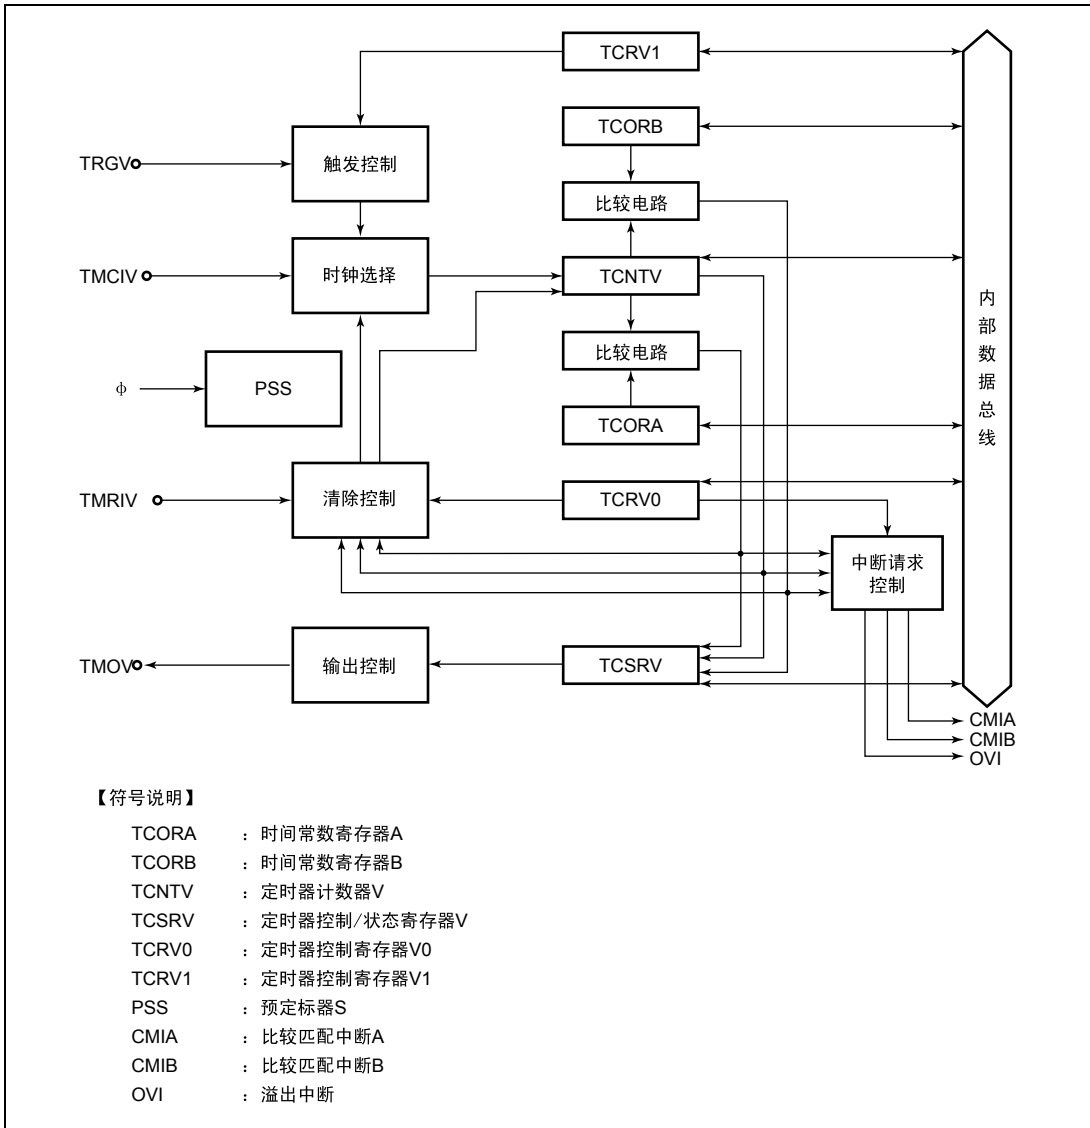 TCRV1
TCORB
TRGV
触发控制
比较电路
TMCIV
时钟选择
TCNTV
内部数据总线
比较电路
φ
PSS
TCORA
TMRIV
清除控制
TCRV0
中断请求
控制
TMOV
输出控制
TCSRV
CMIA
CMIB
OVI
【符号说明】
TCORA : 时间常数寄存器A
TCORB : 时间常数寄存器B
TCNTV : 定时器计数器V
TCSRV : 定时器控制/状态寄存器V
TCRV0 : 定时器控制寄存器V0
TCRV1 : 定时器控制寄存器V1
PSS : 预定标器S
CMIA : 比较匹配中断A
CMIB : 比较匹配中断B
OVI : 溢出中断